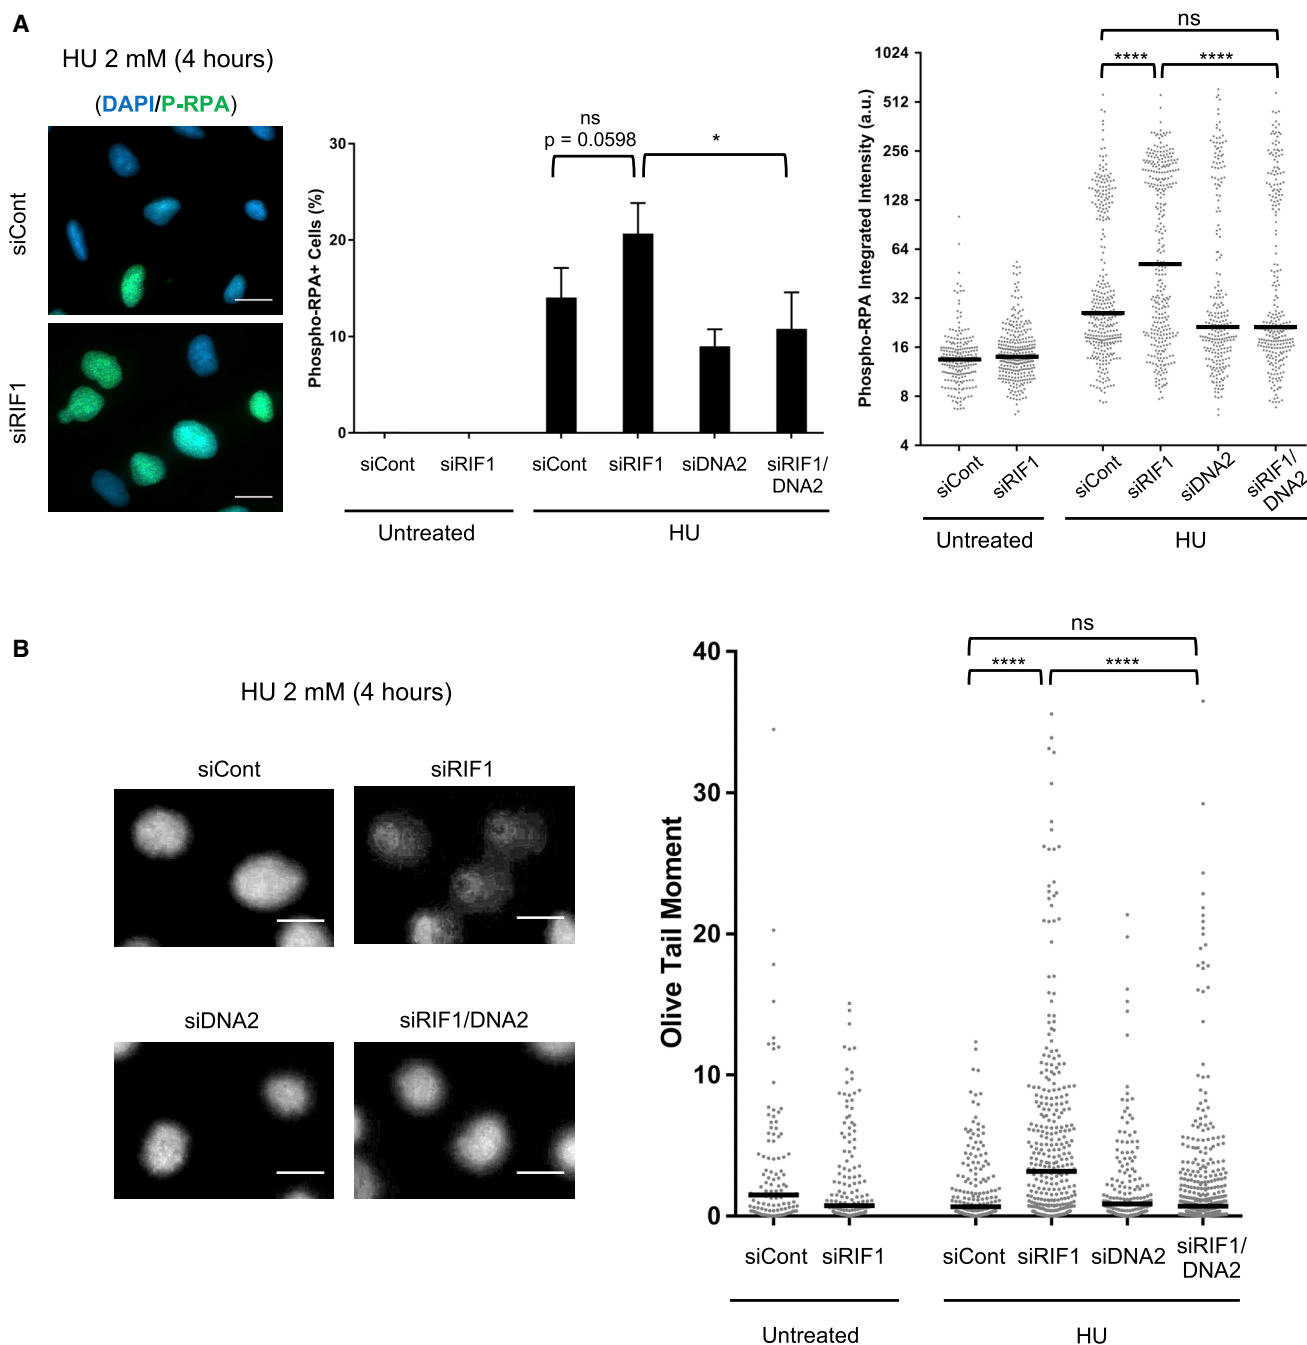 A
HU 2 mM (4 hours)
(DAPI/P-RPA)
siCont
siRIF1
Phospho-RPA+ Cells (%)
30
20
10
0
ns
p = 0.0598
*
siCont siRIF1 siCont siRIF1 siDNA2 siRIF1/
DNA2
Untreated HU
Phospho-RPA Integrated Intensity (a.u.)
1024
512
256
128
64
32
16
8
4
ns
**** ****
siCont siRIF1 siCont siRIF1 siDNA2 siRIF1/
DNA2
Untreated HU
B
HU 2 mM (4 hours)
siCont siRIF1
siDNA2 siRIF1/DNA2
Olive Tail Moment
40
30
20
10
0
ns
**** ****
siCont siRIF1 siCont siRIF1 siDNA2 siRIF1/
DNA2
Untreated HU